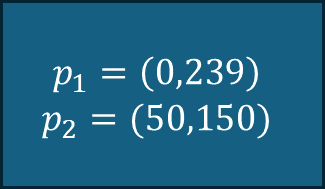 p₁ = (0,239)
p₂ = (50,150)